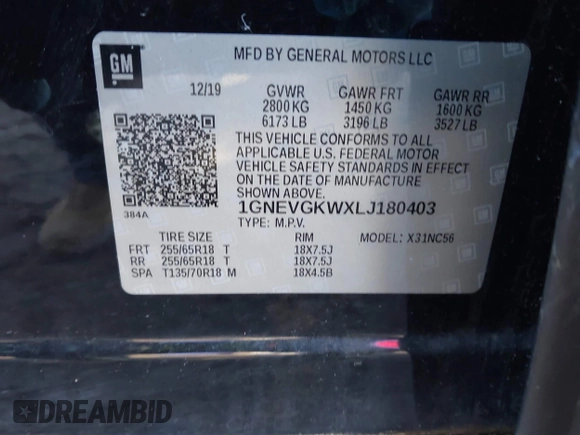 GM
MFD BY GENERAL MOTORS LLC
12/19 GVWR GAWR FRT GAWR RR
2800 KG 1450 KG 1600 KG
6173 LB 3196 LB 3527 LB
THIS VEHICLE CONFORMS TO ALL
APPLICABLE U.S. FEDERAL MOTOR
VEHICLE SAFETY STANDARDS IN EFFECT
ON THE DATE OF MANUFACTURE
SHOWN ABOVE.
384A 1GNEVGKWXLJ180403
TYPE: M.P.V.
TIRE SIZE RIM MODEL: X31NC56
FRT 255/65R18 T 18X7.5J
RR 255/65R18 T 18X7.5J
SPA T135/70R18 M 18X4.5B
DREAMBID